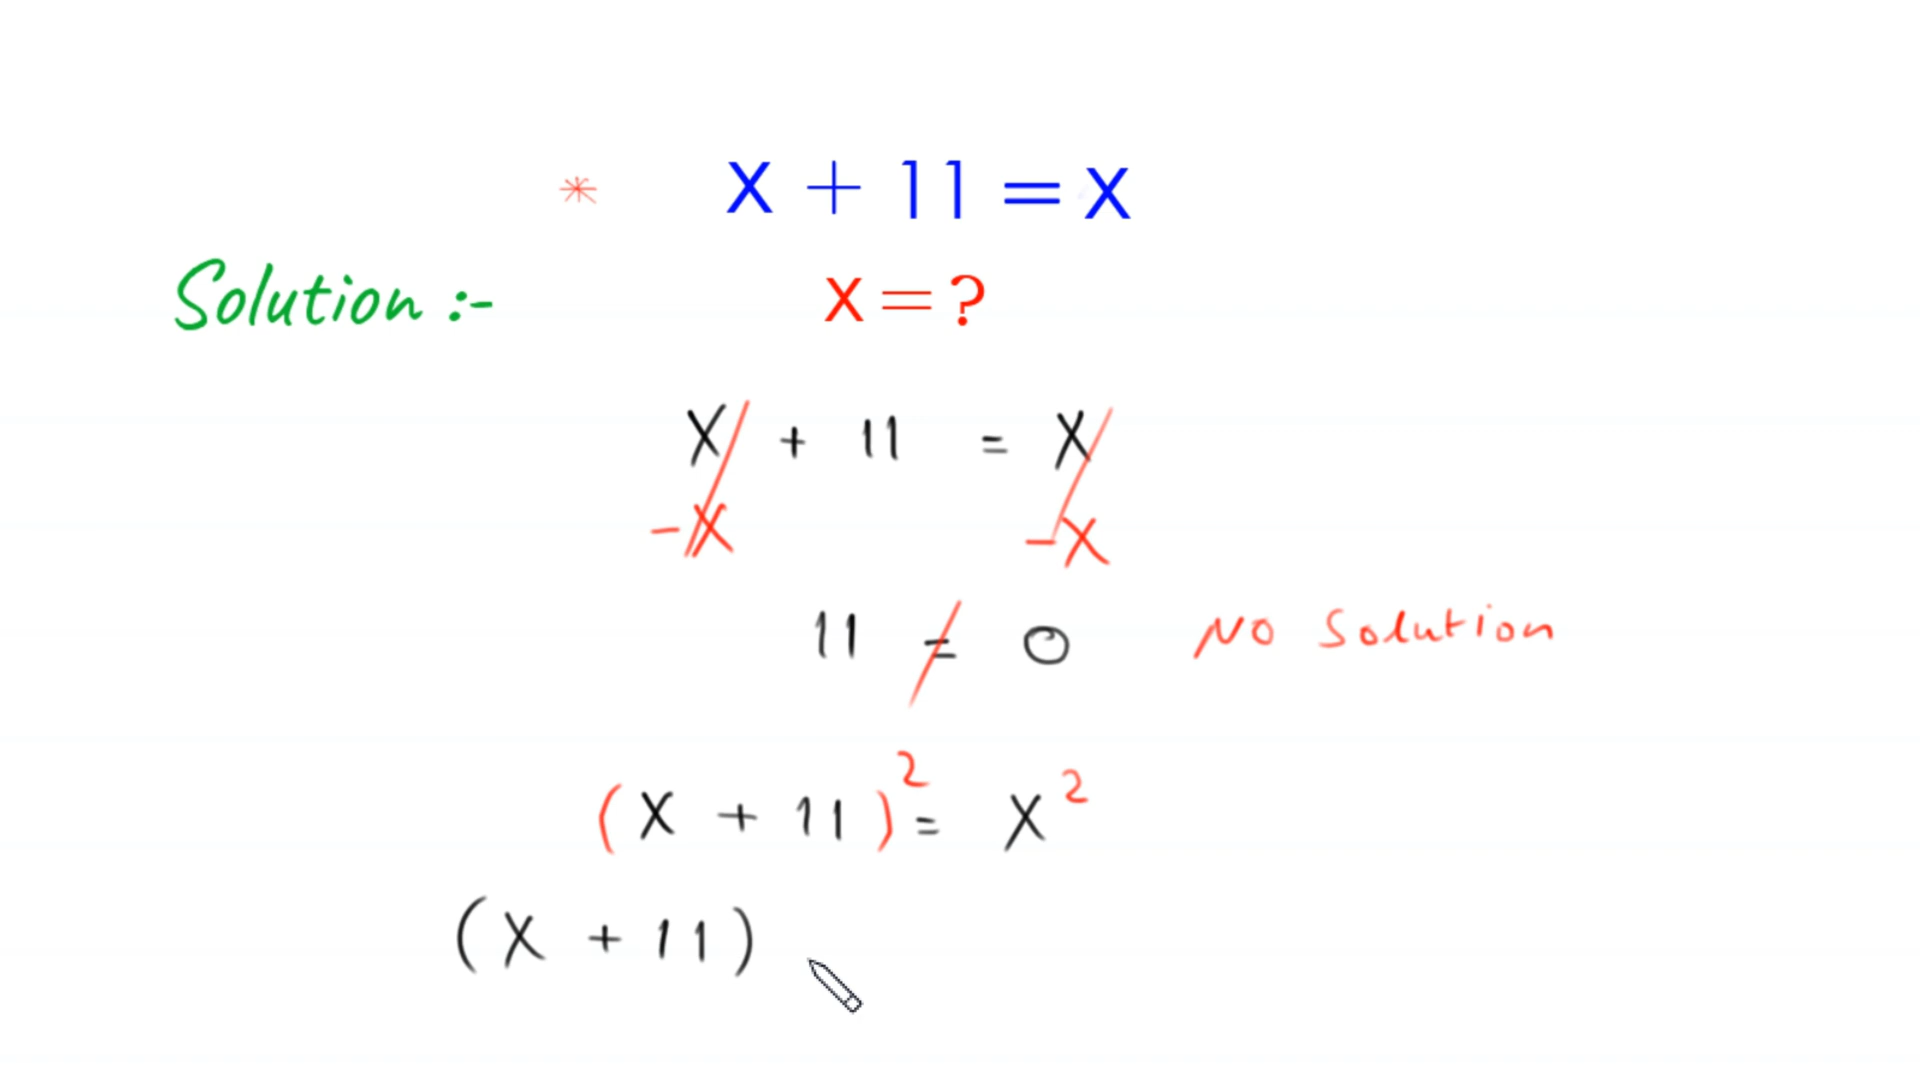 * x + 11 = x
Solution :- x = ?
X + 11 = X
-X -X
11 ≠ 0 No Solution
(X + 11)² = X²
(X + 11)